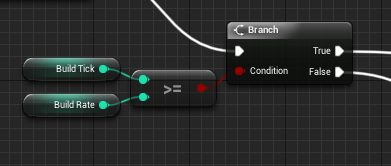 Branch
True
Build Tick
>=
Condition
False
Build Rate